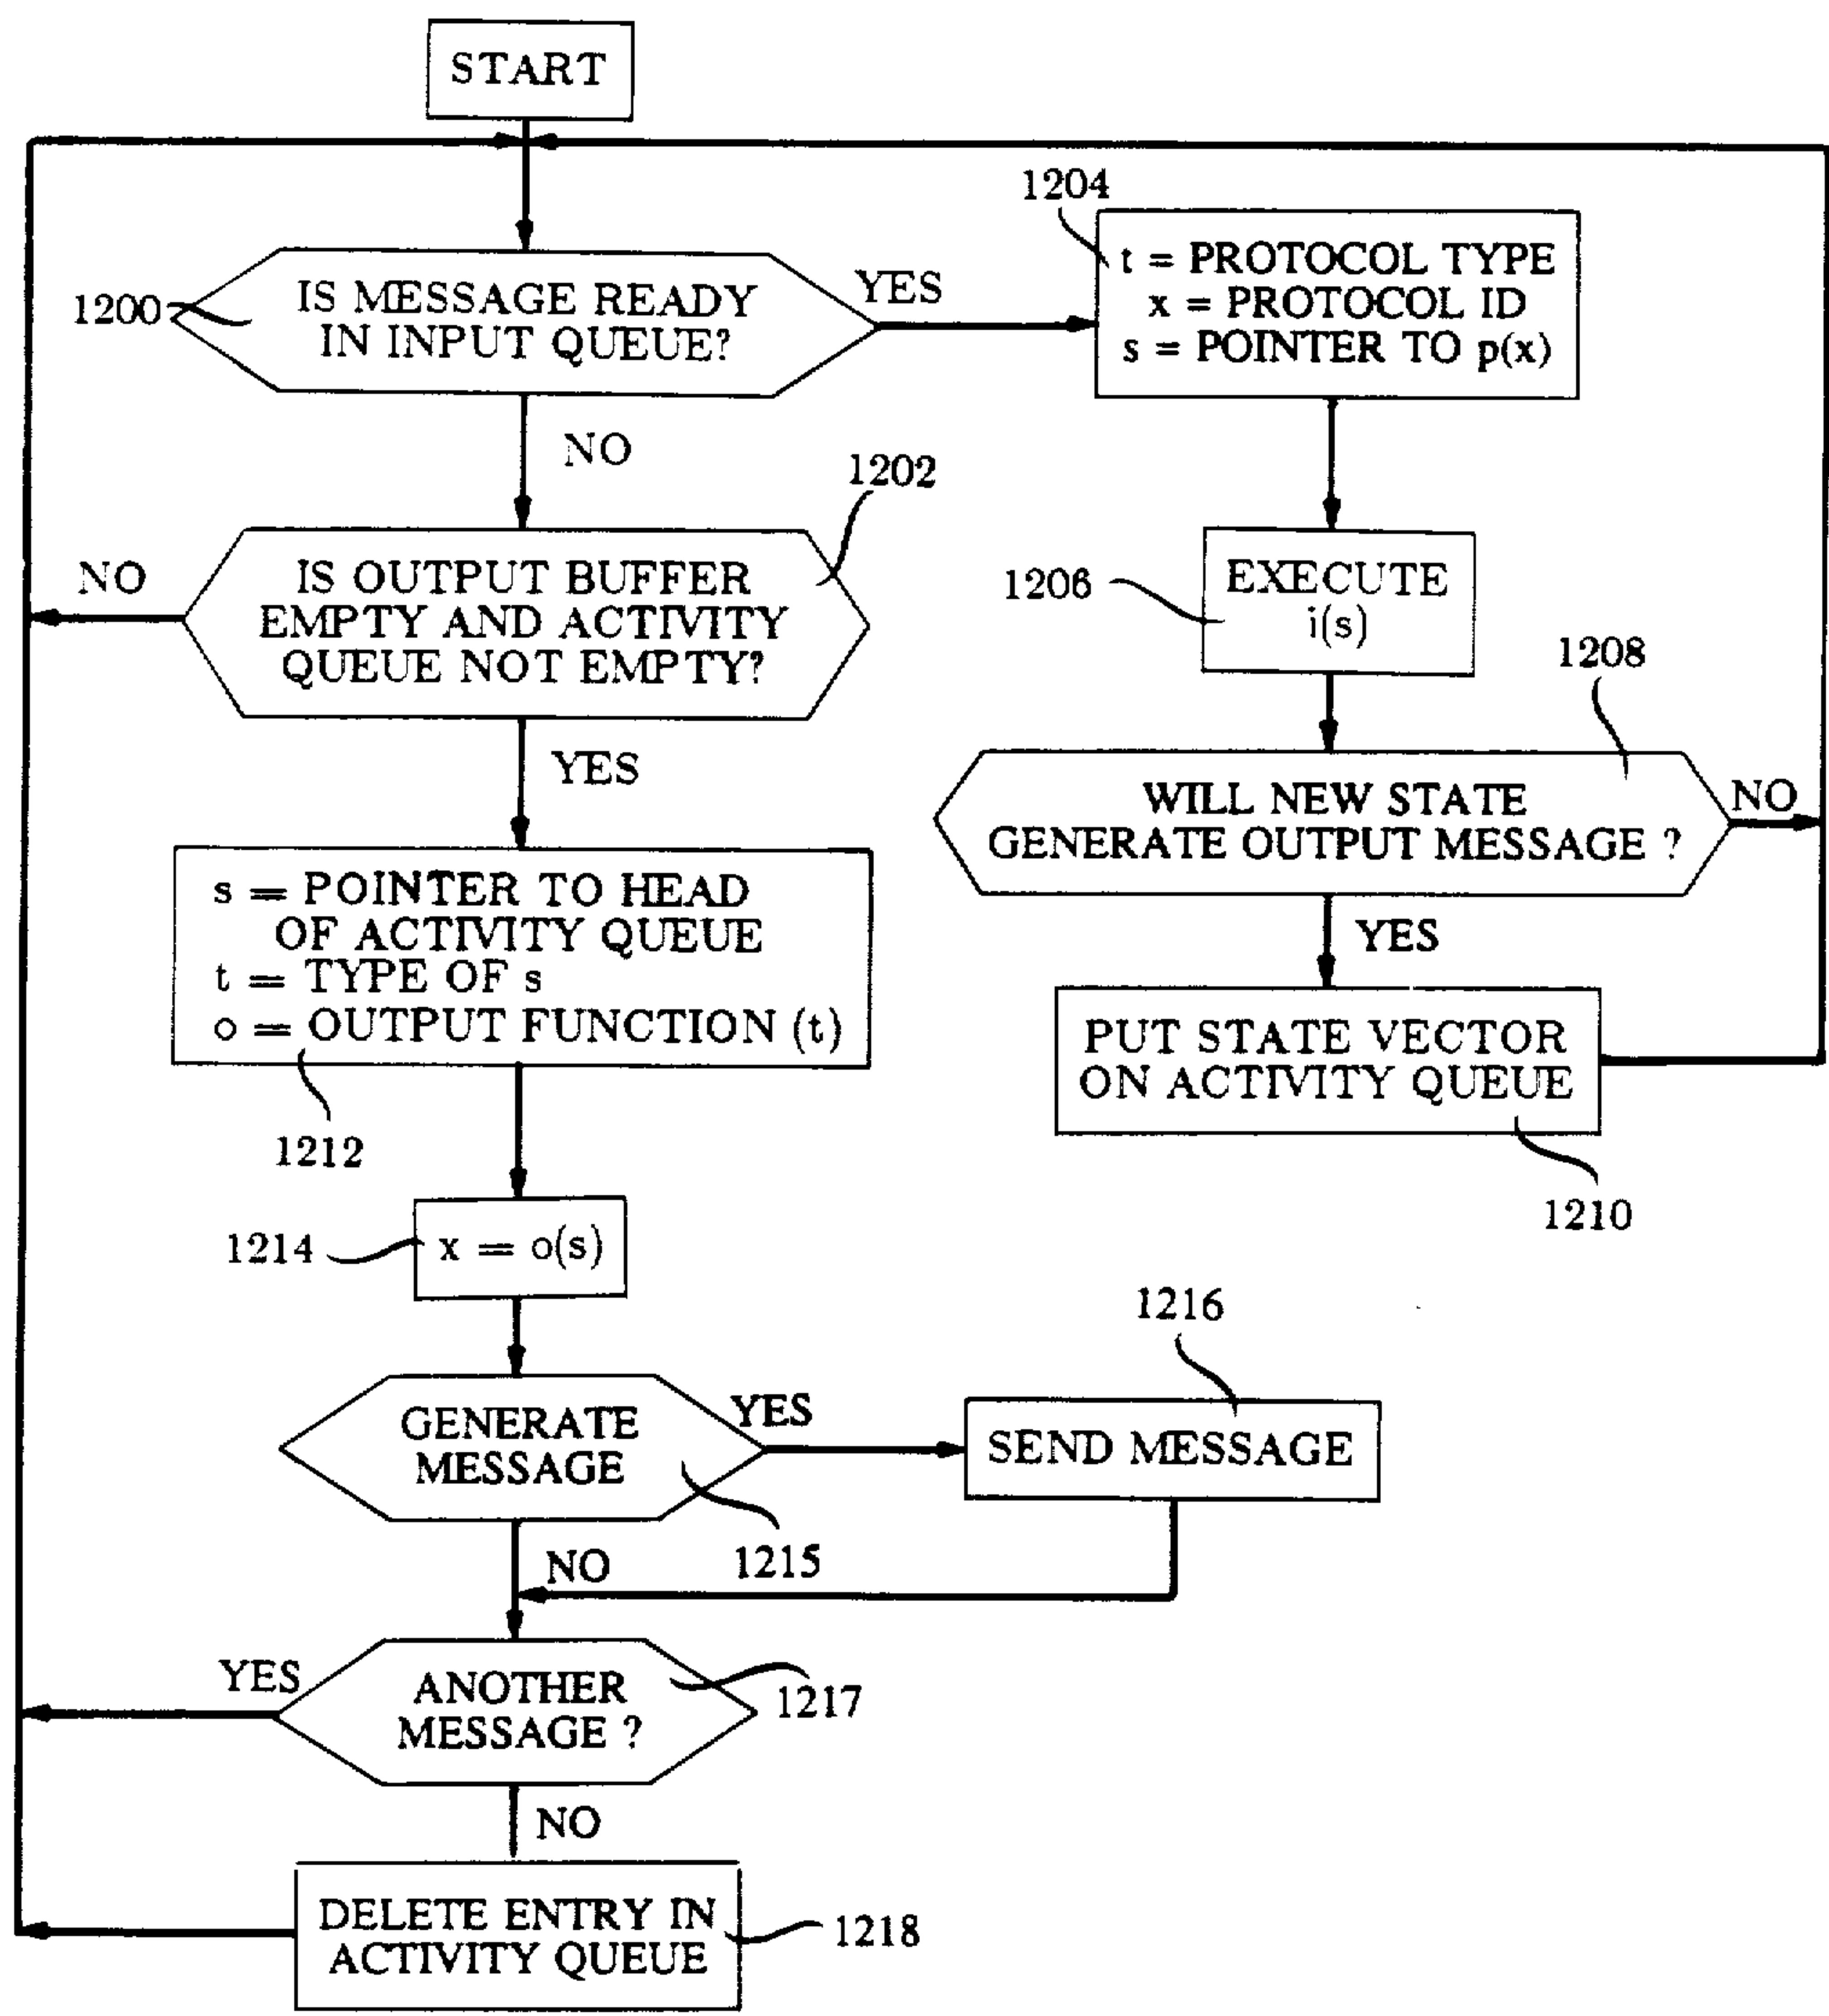 START
1204
t = PROTOCOL TYPE
x = PROTOCOL ID
s = POINTER TO p(x)
1200
IS MESSAGE READY
IN INPUT QUEUE?
YES
NO
1202
NO
IS OUTPUT BUFFER
EMPTY AND ACTIVITY
QUEUE NOT EMPTY?
1206
EXECUTE
i(s)
1208
YES
WILL NEW STATE
GENERATE OUTPUT MESSAGE ?
NO
s = POINTER TO HEAD
OF ACTIVITY QUEUE
t = TYPE OF s
o = OUTPUT FUNCTION (t)
YES
PUT STATE VECTOR
ON ACTIVITY QUEUE
1212
1210
1214
x = o(s)
1216
GENERATE
MESSAGE
YES
SEND MESSAGE
1215
NO
YES
ANOTHER
MESSAGE ?
1217
NO
DELETE ENTRY IN
ACTIVITY QUEUE
1218